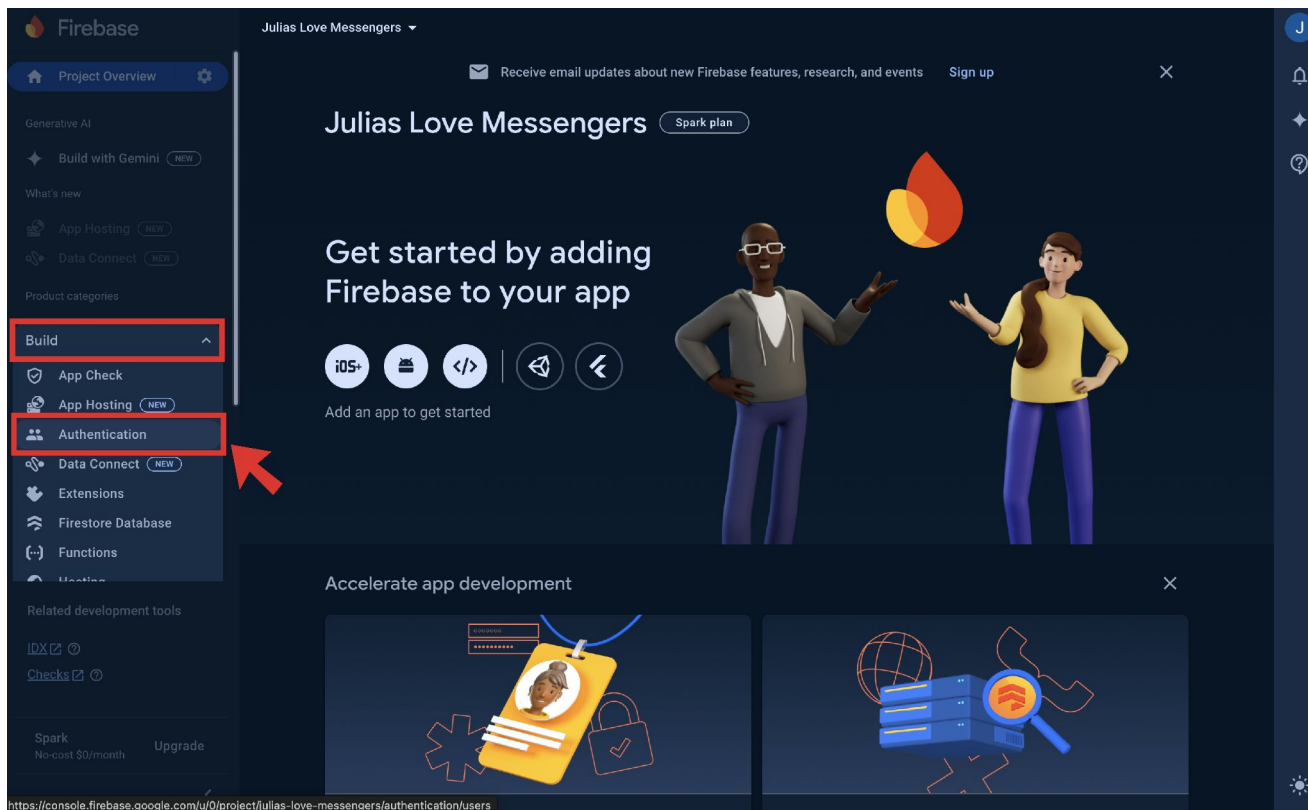 Firebase
Julias Love Messengers
J
Project Overview
Receive email updates about new Firebase features, research, and events Sign up
Generative AI
Build with Gemini NEW
What's new
App Hosting NEW
Data Connect NEW
Product categories
Build
App Check
App Hosting NEW
Authentication
Data Connect NEW
Extensions
Firestore Database
Functions
Hosting
Related development tools
IDX
Checks
Spark
No-cost $0/month
Upgrade
Julias Love Messengers Spark plan
Get started by adding
Firebase to your app
iOS+
Add an app to get started
Accelerate app development
https://console.firebase.google.com/u/0/project/julias-love-messengers/authentication/users